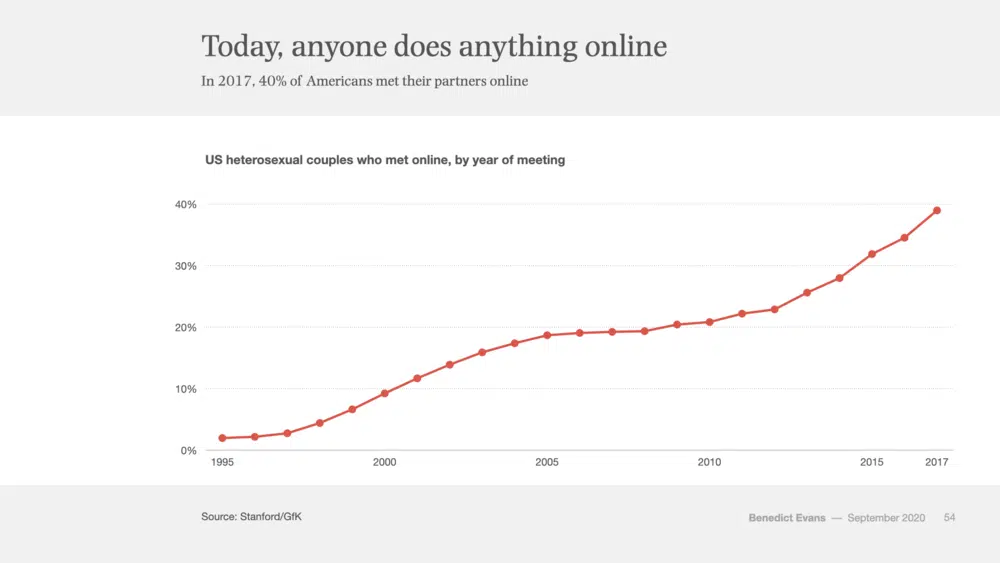 Today, anyone does anything online
In 2017, 40% of Americans met their partners online
US heterosexual couples who met online, by year of meeting
40%
30%
20%
10%
0%
1995 2000 2005 2010 2015 2017
Source: Stanford/GfK
Benedict Evans — September 2020 54